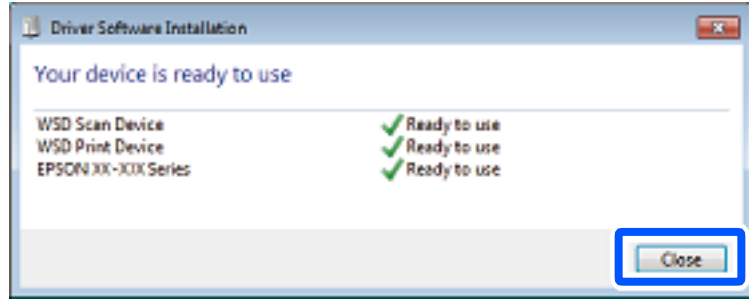 Driver Software Installation
Your device is ready to use
WSD Scan Device Ready to use
WSD Print Device Ready to use
EPSON XX-XXX Series Ready to use
Close